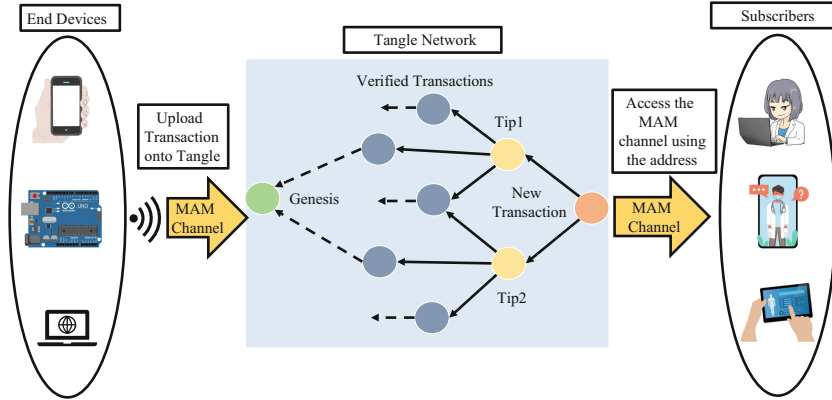 End Devices
Tangle Network
Subscribers
Upload
Transaction
onto Tangle
MAM
Channel
Verified Transactions
Tip1
Genesis
New
Transaction
Tip2
Access the
MAM
channel using
the address
MAM
Channel
UNO